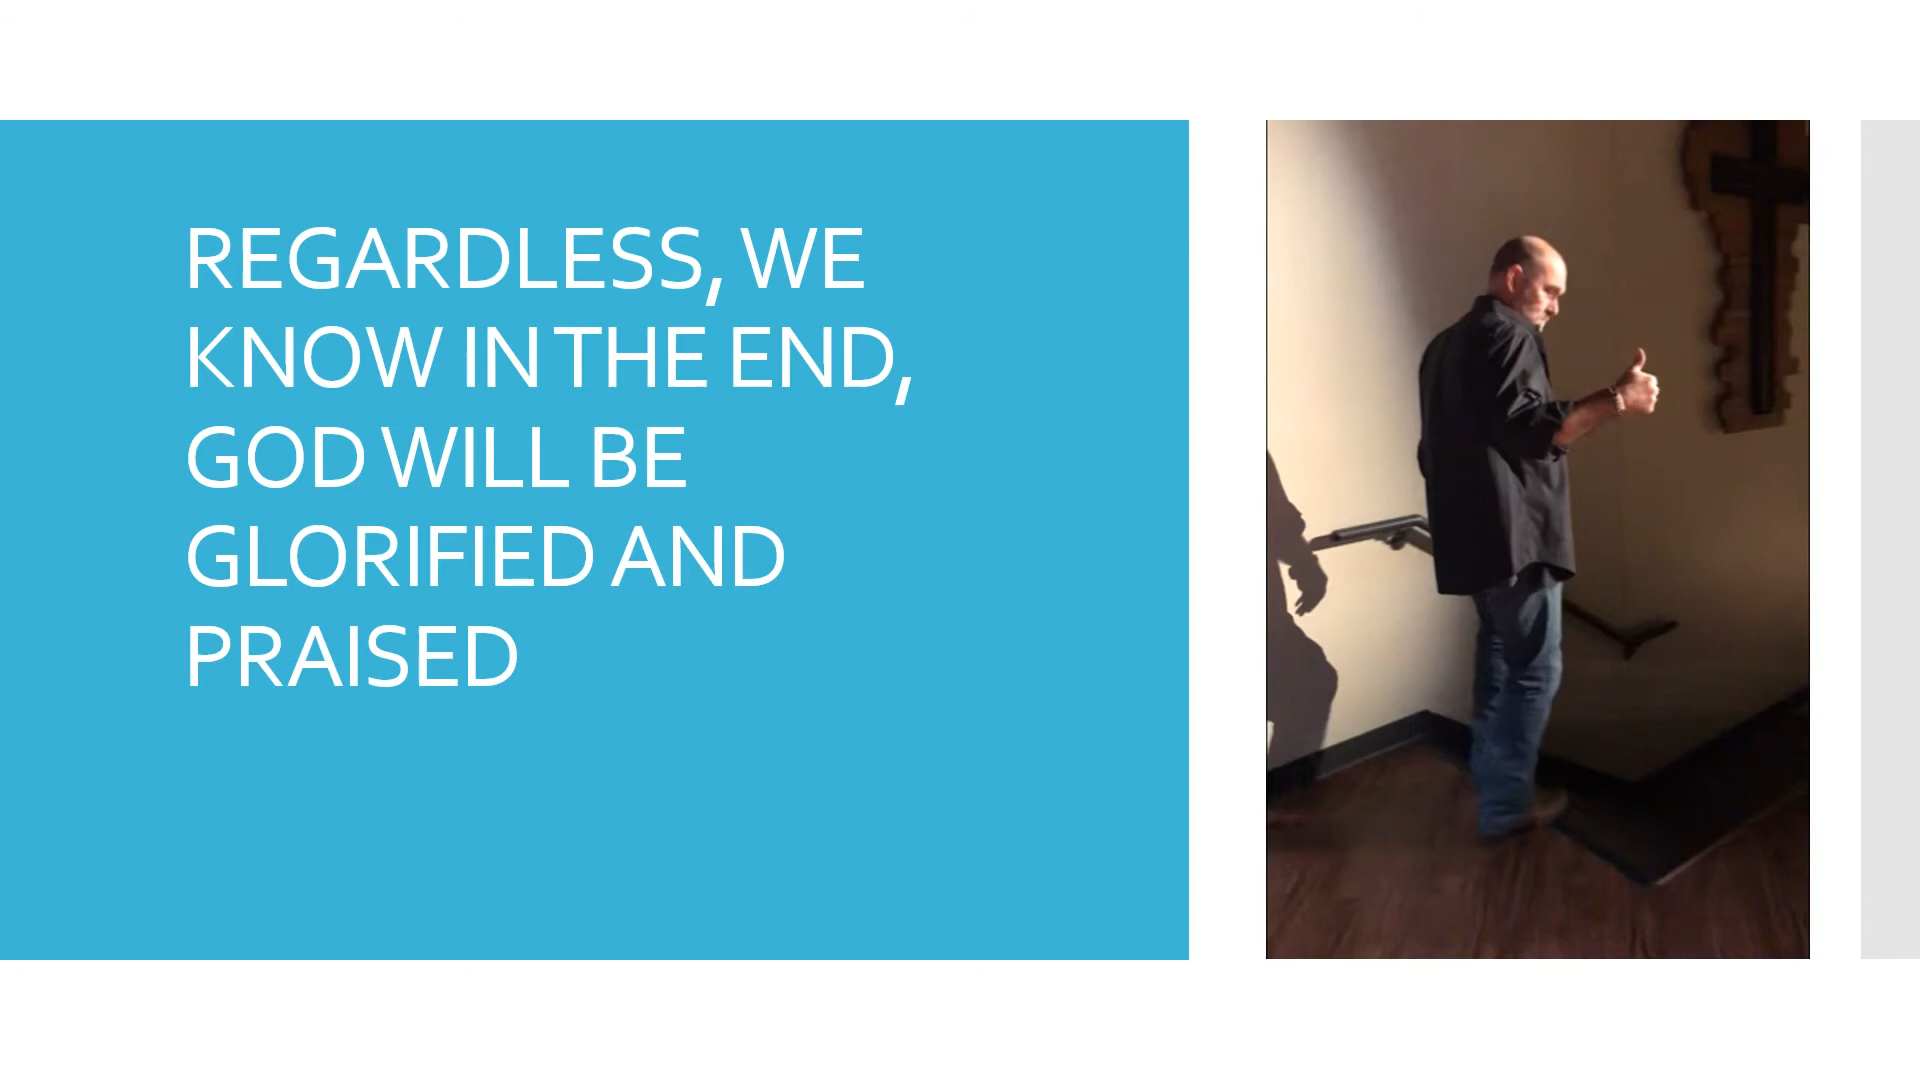 REGARDLESS, WE
KNOW IN THE END,
GOD WILL BE
GLORIFIED AND
PRAISED